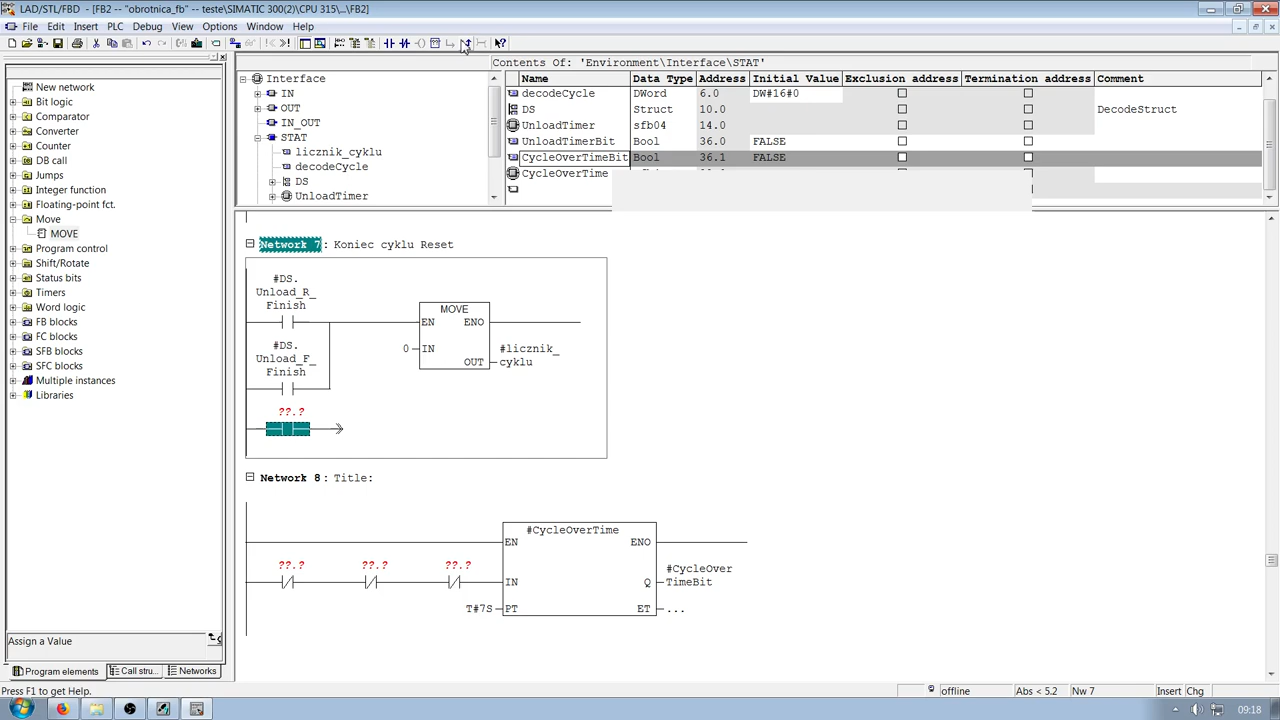 LAD/STL/FBD - [FB2 -- "obrotnica_fb" -- teste\SIMATIC 300(2)\CPU 315\...\FB2]
File Edit Insert PLC Debug View Options Window Help
New network
Bit logic
Comparator
Converter
Counter
DB call
Jumps
Integer function
Floating-point fct.
Move
MOVE
Program control
Shift/Rotate
Status bits
Timers
Word logic
FB blocks
FC blocks
SFB blocks
SFC blocks
Multiple instances
Libraries
Assign a Value
Program elements Call stru... Networks
Interface
IN
OUT
IN_OUT
STAT
licznik_cyklu
decodeCycle
DS
UnloadTimer
Contents Of: 'Environment\Interface\STAT'
Name Data Type Address Initial Value Exclusion address Termination address Comment
decodeCycle DWord 6.0 DW#16#0
DS Struct 10.0 DecodeStruct
UnloadTimer sfb04 14.0
UnloadTimerBit Bool 36.0 FALSE
CycleOverTimeBit Bool 36.1 FALSE
CycleOverTime
Network 7 : Koniec cyklu Reset
#DS.
Unload_R_
Finish
MOVE
EN ENO
#DS.
Unload_F_
Finish
0 IN
OUT
#licznik_
cyklu
??.?
Network 8 : Title:
#CycleOverTime
EN ENO
??.? ??.? ??.?
IN Q
#CycleOver
TimeBit
T#7S PT ET ...
Press F1 to get Help.
offline Abs < 5.2 Nw 7 Insert Chg
09:18